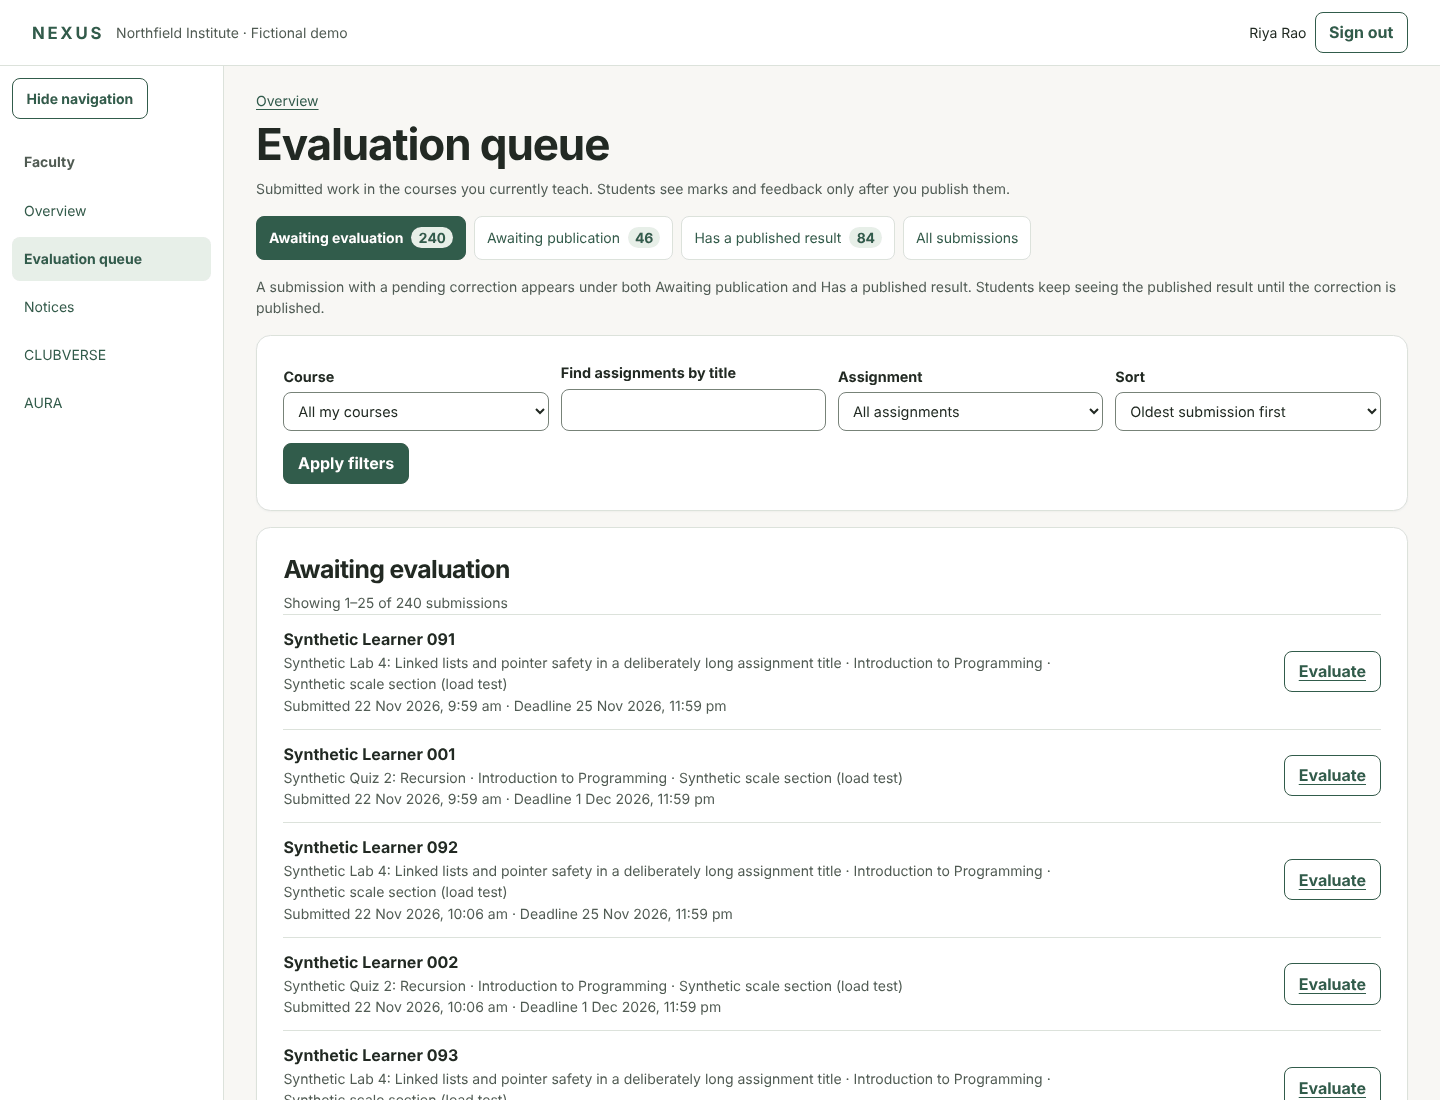 NEXUS Northfield Institute · Fictional demo
Riya Rao Sign out
Hide navigation
Faculty
Overview
Evaluation queue
Notices
CLUBVERSE
AURA
Overview
Evaluation queue
Submitted work in the courses you currently teach. Students see marks and feedback only after you publish them.
Awaiting evaluation 240 Awaiting publication 46 Has a published result 84 All submissions
A submission with a pending correction appears under both Awaiting publication and Has a published result. Students keep seeing the published result until the correction is
published.
Course Find assignments by title Assignment Sort
All my courses All assignments Oldest submission first
Apply filters
Awaiting evaluation
Showing 1–25 of 240 submissions
Synthetic Learner 091
Synthetic Lab 4: Linked lists and pointer safety in a deliberately long assignment title · Introduction to Programming ·
Synthetic scale section (load test)
Submitted 22 Nov 2026, 9:59 am · Deadline 25 Nov 2026, 11:59 pm
Evaluate
Synthetic Learner 001
Synthetic Quiz 2: Recursion · Introduction to Programming · Synthetic scale section (load test)
Submitted 22 Nov 2026, 9:59 am · Deadline 1 Dec 2026, 11:59 pm
Evaluate
Synthetic Learner 092
Synthetic Lab 4: Linked lists and pointer safety in a deliberately long assignment title · Introduction to Programming ·
Synthetic scale section (load test)
Submitted 22 Nov 2026, 10:06 am · Deadline 25 Nov 2026, 11:59 pm
Evaluate
Synthetic Learner 002
Synthetic Quiz 2: Recursion · Introduction to Programming · Synthetic scale section (load test)
Submitted 22 Nov 2026, 10:06 am · Deadline 1 Dec 2026, 11:59 pm
Evaluate
Synthetic Learner 093
Synthetic Lab 4: Linked lists and pointer safety in a deliberately long assignment title · Introduction to Programming ·
Synthetic scale section (load test)
Evaluate